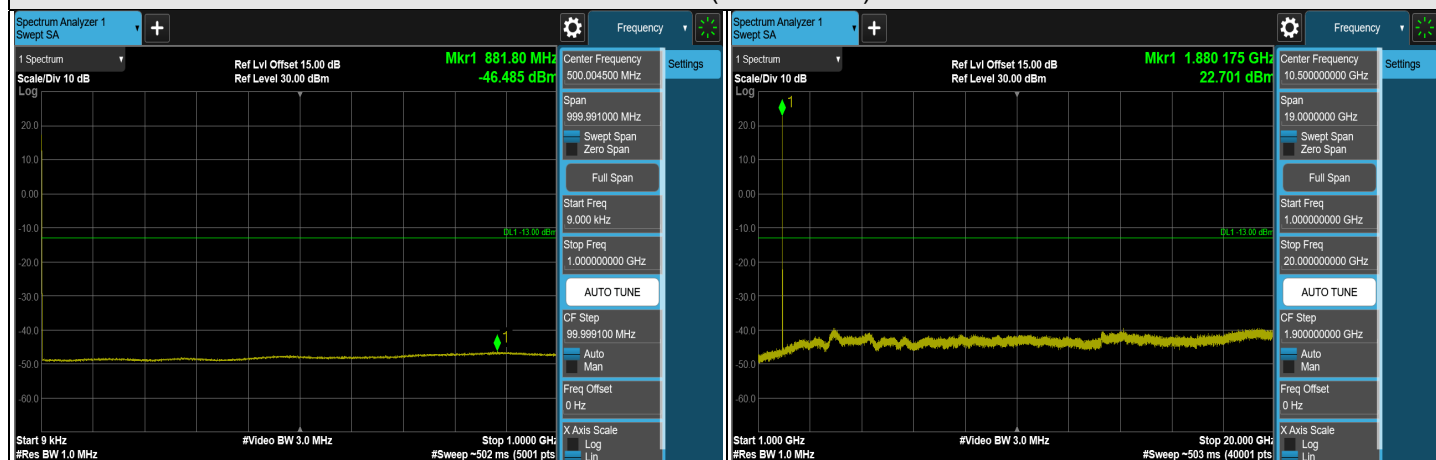 Spectrum Analyzer 1
Swept SA
+
Frequency
1 Spectrum
Scale/Div 10 dB
Log
Ref Lvl Offset 15.00 dB
Ref Level 30.00 dBm
Mkr1 881.80 MHz
-46.485 dBm
1
20.0
10.0
0.00
-10.0
-20.0
-30.0
-40.0
-50.0
-60.0
DL1 -13.00 dBm
Start 9 kHz
#Res BW 1.0 MHz
#Video BW 3.0 MHz
Stop 1.0000 GHz
#Sweep ~502 ms (5001 pts
Center Frequency
500.004500 MHz
Settings
Span
999.991000 MHz
Swept Span
Zero Span
Full Span
Start Freq
9.000 kHz
Stop Freq
1.000000000 GHz
AUTO TUNE
CF Step
99.999100 MHz
Auto
Man
Freq Offset
0 Hz
X Axis Scale
Log
Lin
Spectrum Analyzer 1
Swept SA
+
Frequency
1 Spectrum
Scale/Div 10 dB
Log
Ref Lvl Offset 15.00 dB
Ref Level 30.00 dBm
Mkr1 1.880 175 GHz
22.701 dBm
1
20.0
10.0
0.00
-10.0
-20.0
-30.0
-40.0
-50.0
-60.0
DL1 -13.00 dBm
Start 1.000 GHz
#Res BW 1.0 MHz
#Video BW 3.0 MHz
Stop 20.000 GHz
#Sweep ~503 ms (40001 pts
Center Frequency
10.500000000 GHz
Settings
Span
19.0000000 GHz
Swept Span
Zero Span
Full Span
Start Freq
1.000000000 GHz
Stop Freq
20.000000000 GHz
AUTO TUNE
CF Step
1.900000000 GHz
Auto
Man
Freq Offset
0 Hz
X Axis Scale
Log
Lin